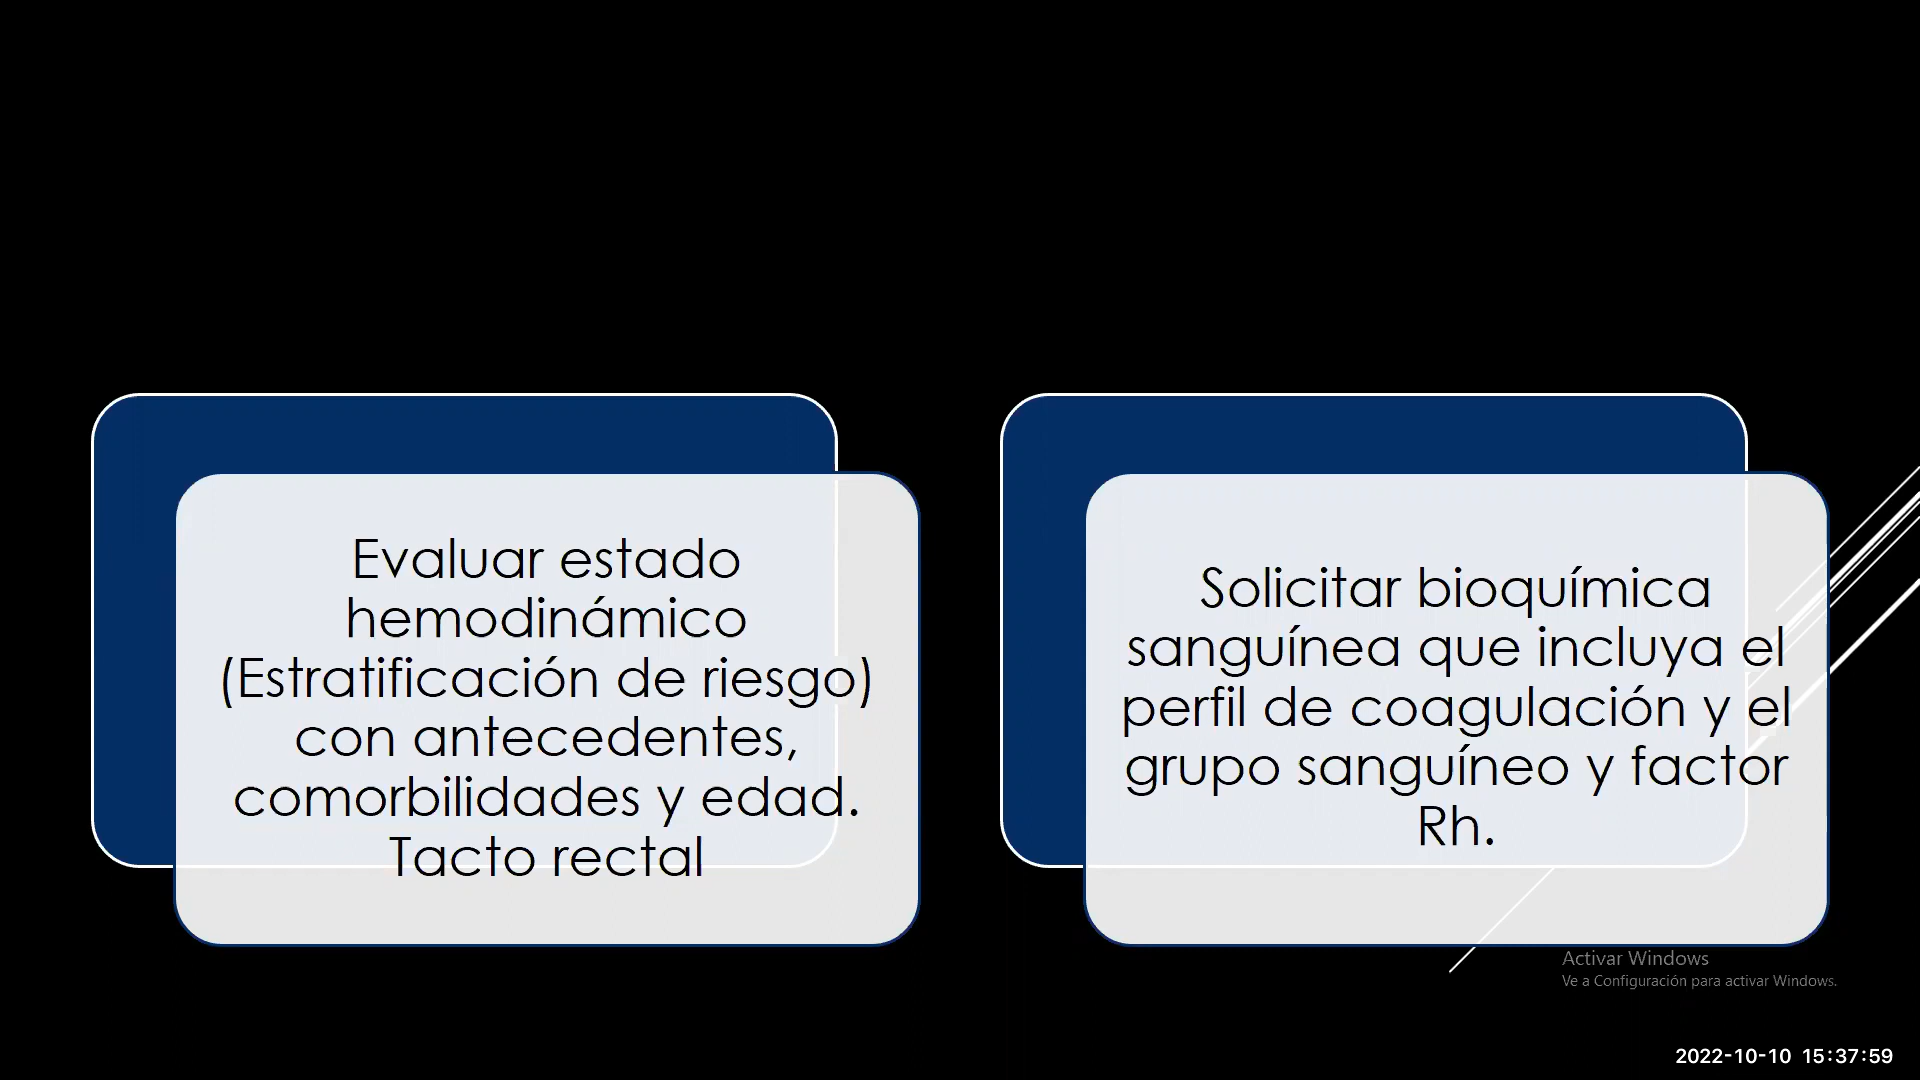 Evaluar estado
hemodinámico
(Estratificación de riesgo)
con antecedentes,
comorbilidades y edad.
Tacto rectal
Solicitar bioquímica
sanguínea que incluya el
perfil de coagulación y el
grupo sanguíneo y factor
Rh.
Activar Windows
Ve a Configuración para activar Windows.
2022-10-10 15:37:59